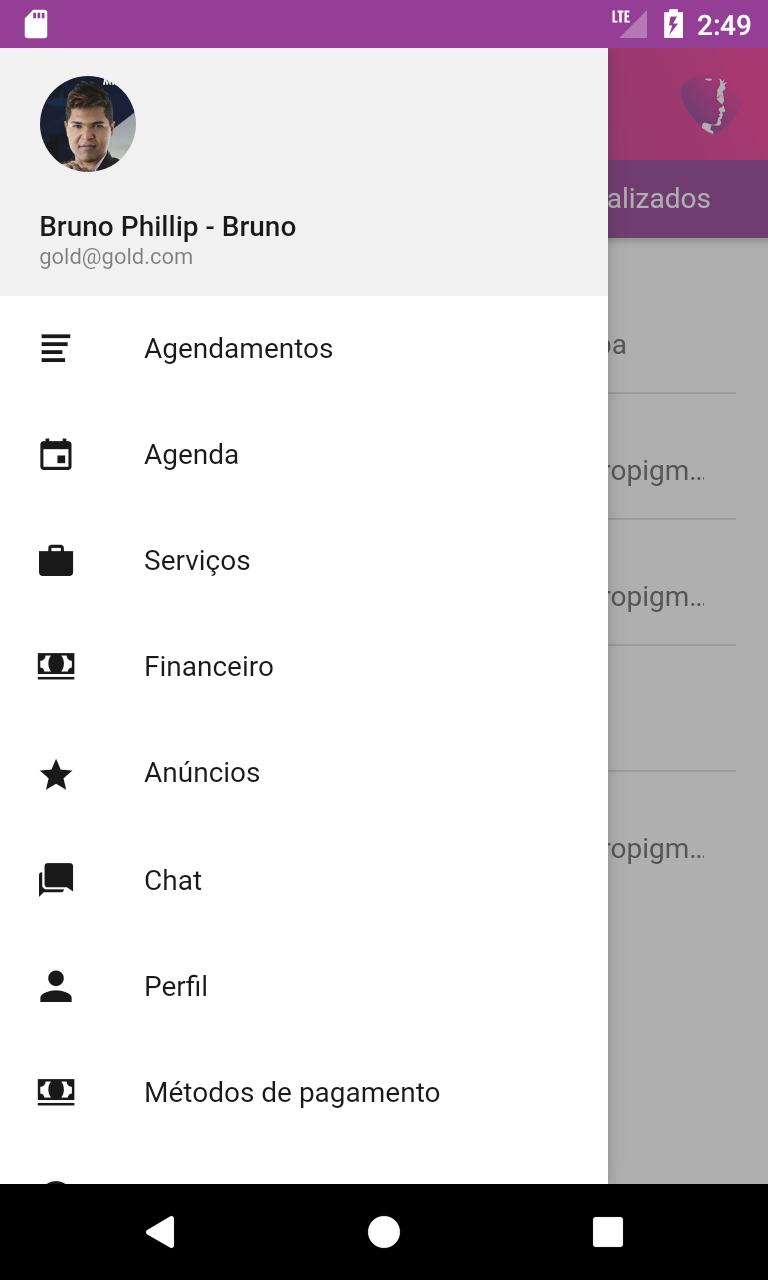 LTE 2:49
alizados
Bruno Phillip - Bruno
gold@gold.com
Agendamentos
Agenda
Serviços
Financeiro
Anúncios
Chat
Perfil
Métodos de pagamento
ropigm…
ropigm…
ropigm…